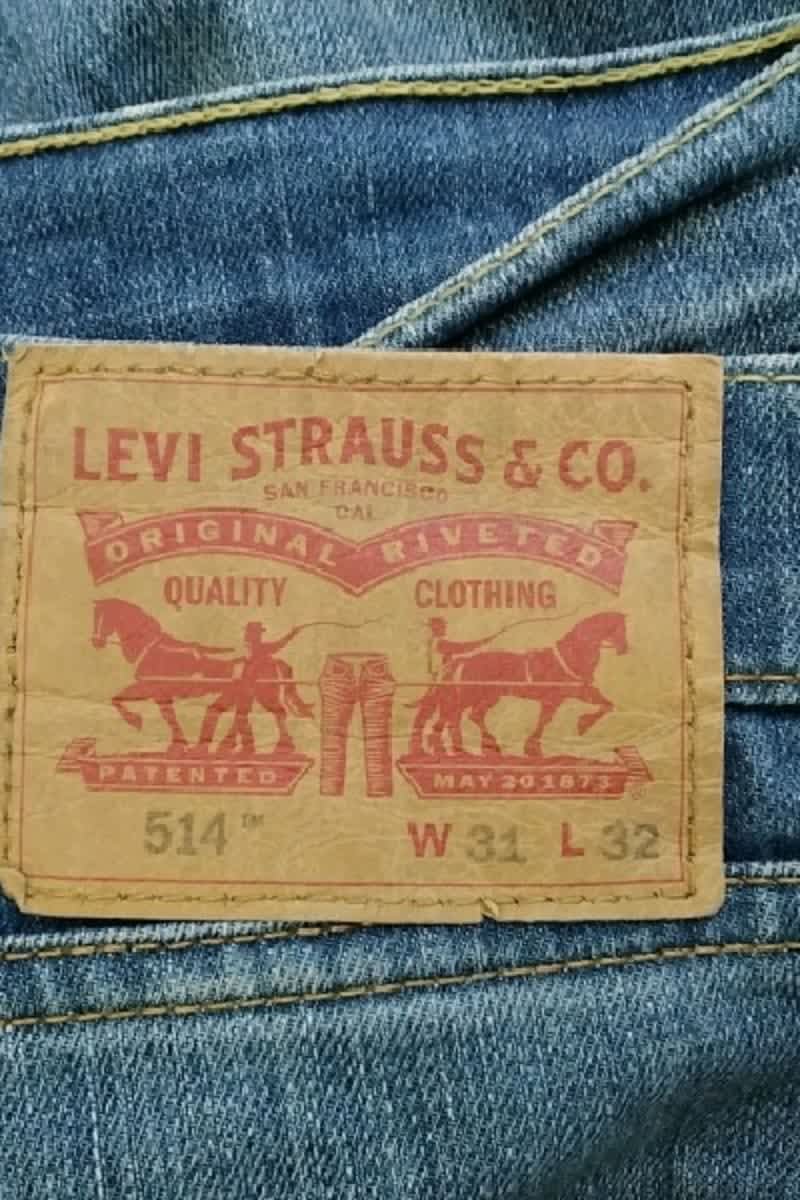 LEVI STRAUSS & CO.
SAN FRANCISCO
CAL
ORIGINAL RIVETED
QUALITY CLOTHING
PATENTED MAY 20 1873
514™ W 31 L 32